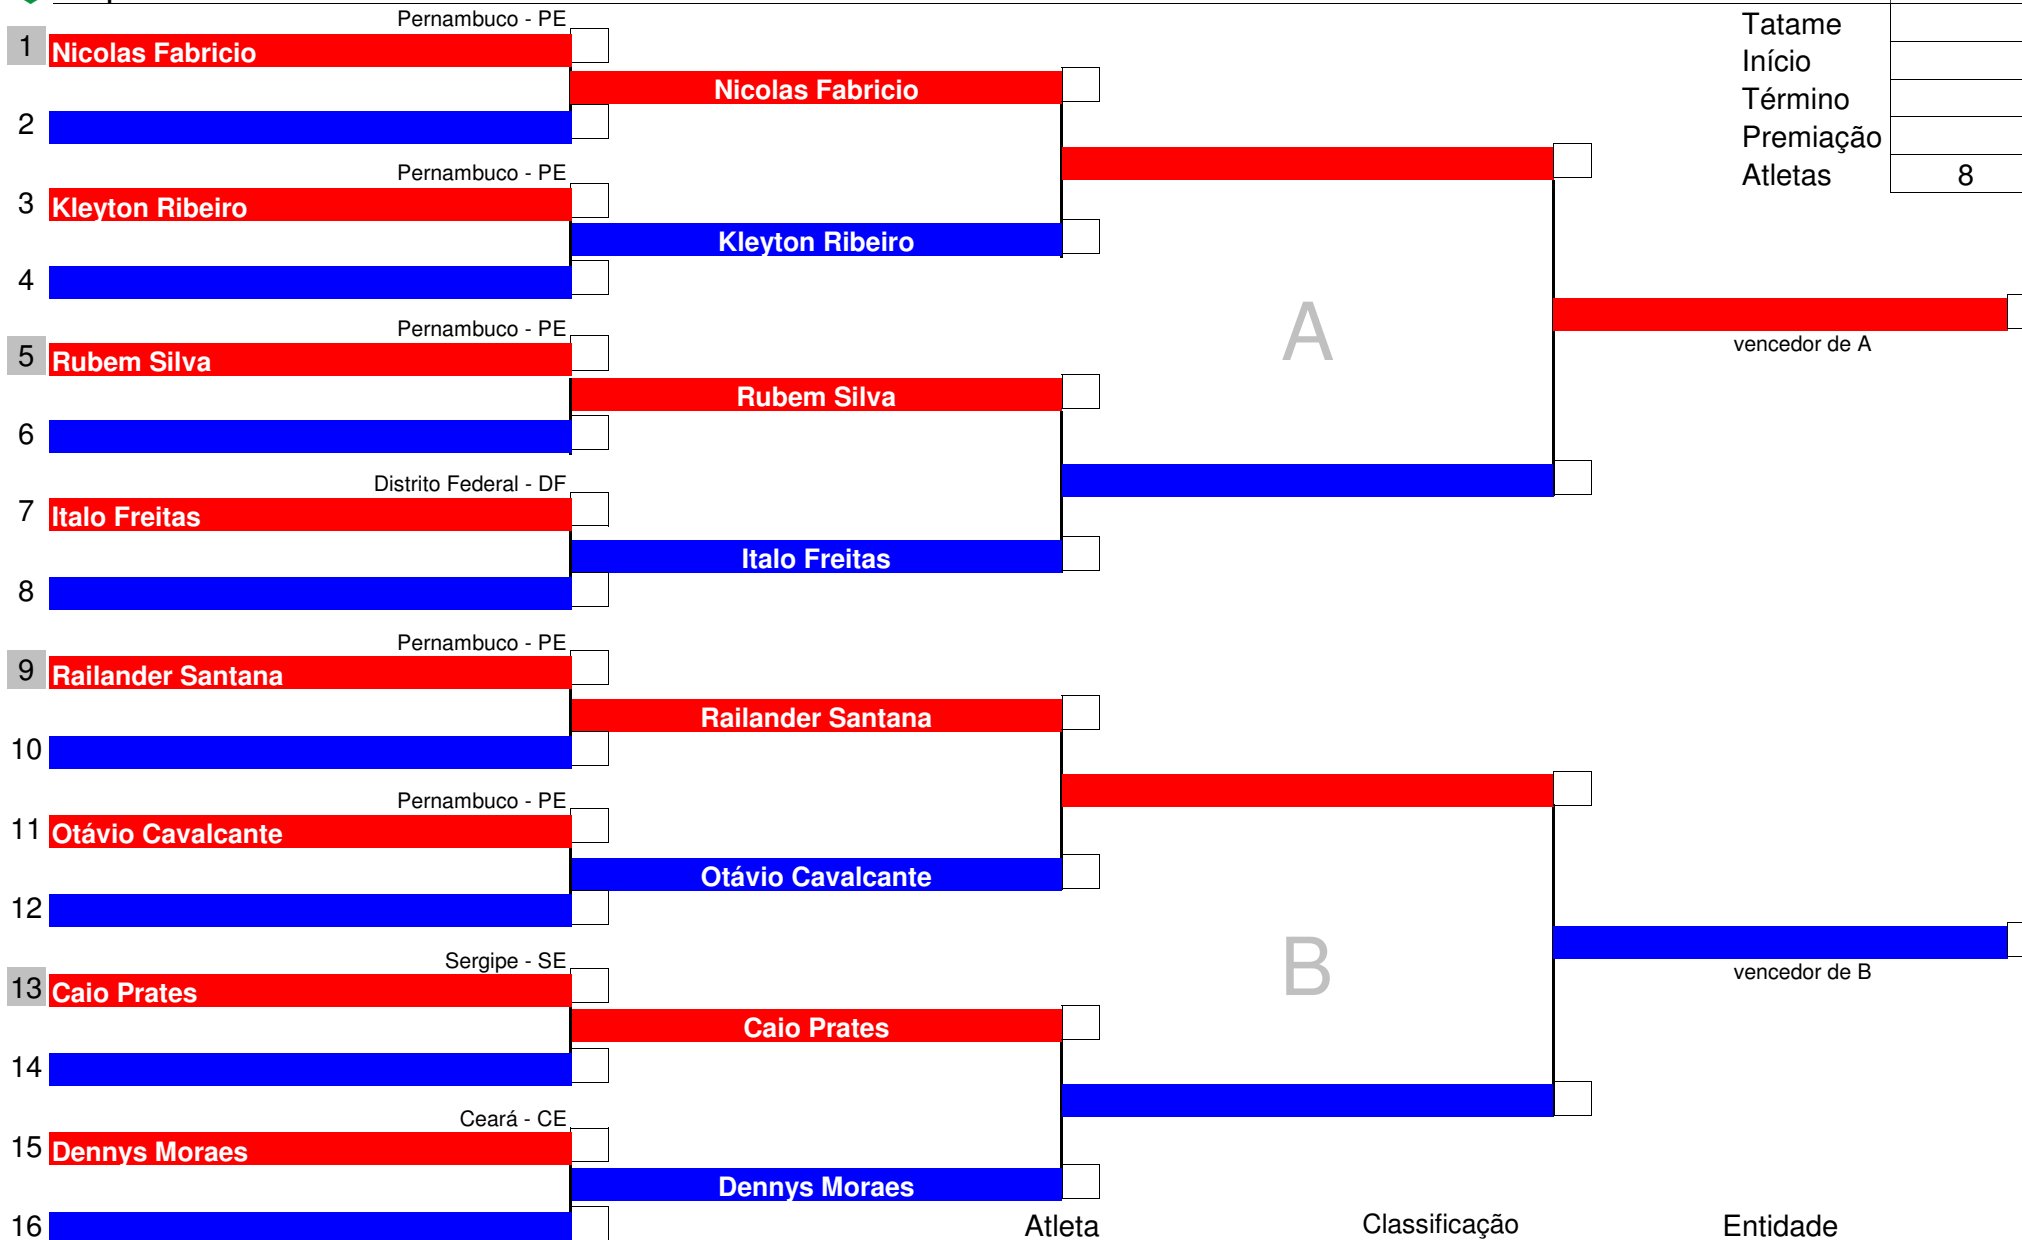 Pernambuco - PE
Tatame
1 Nicolas Fabricio
Início
Nicolas Fabricio
Término
2
Premiação
Pernambuco - PE
Atletas 8
3 Kleyton Ribeiro
Kleyton Ribeiro
4
A
Pernambuco - PE
vencedor de A
5 Rubem Silva
Rubem Silva
6
Distrito Federal - DF
7 Italo Freitas
Italo Freitas
8
Pernambuco - PE
9 Railander Santana
Railander Santana
10
Pernambuco - PE
11 Otávio Cavalcante
Otávio Cavalcante
12
B
Sergipe - SE
vencedor de B
13 Caio Prates
Caio Prates
14
Ceará - CE
15 Dennys Moraes
Dennys Moraes
16
Atleta Classificação Entidade